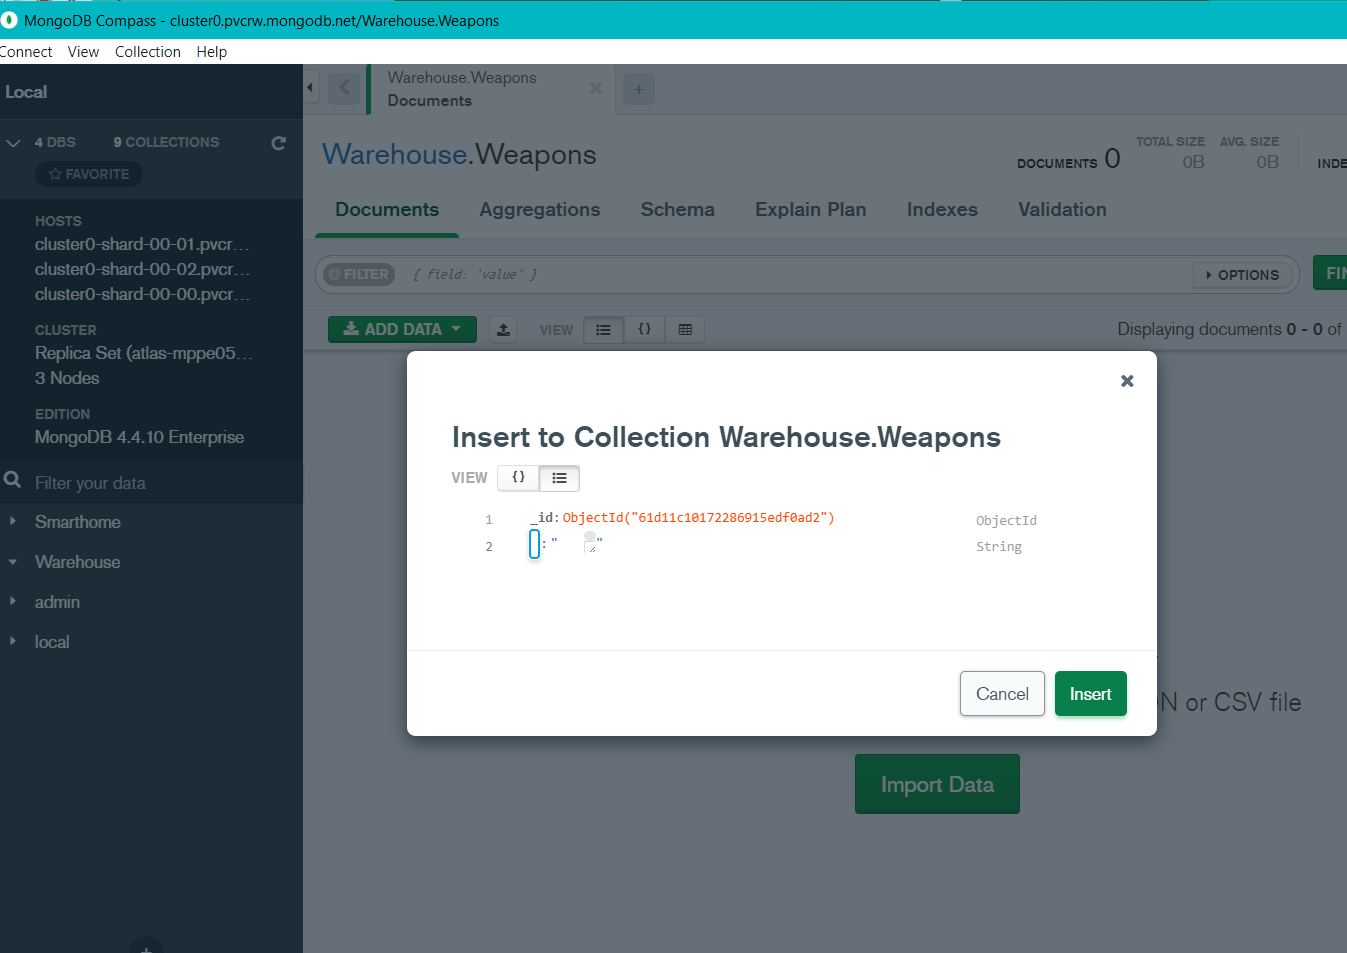 MongoDB Compass - cluster0.pvcrw.mongodb.net/Warehouse.Weapons
Connect View Collection Help
Local
4 DBS 9 COLLECTIONS
FAVORITE
HOSTS
cluster0-shard-00-01.pvcr...
cluster0-shard-00-02.pvcr...
cluster0-shard-00-00.pvcr...
CLUSTER
Replica Set (atlas-mppe05...
3 Nodes
EDITION
MongoDB 4.4.10 Enterprise
Filter your data
Smarthome
Warehouse
admin
local
Warehouse.Weapons
Documents
+
Warehouse.Weapons
DOCUMENTS 0
TOTAL SIZE
0B
AVG. SIZE
0B
INDE
Documents Aggregations Schema Explain Plan Indexes Validation
FILTER { field: 'value' } OPTIONS FIN
ADD DATA VIEW {} Displaying documents 0 - 0 of
Insert to Collection Warehouse.Weapons
VIEW {}
1 _id: ObjectId("61d11c10172286915edf0ad2") ObjectId
2 : " " String
Cancel Insert
N or CSV file
Import Data